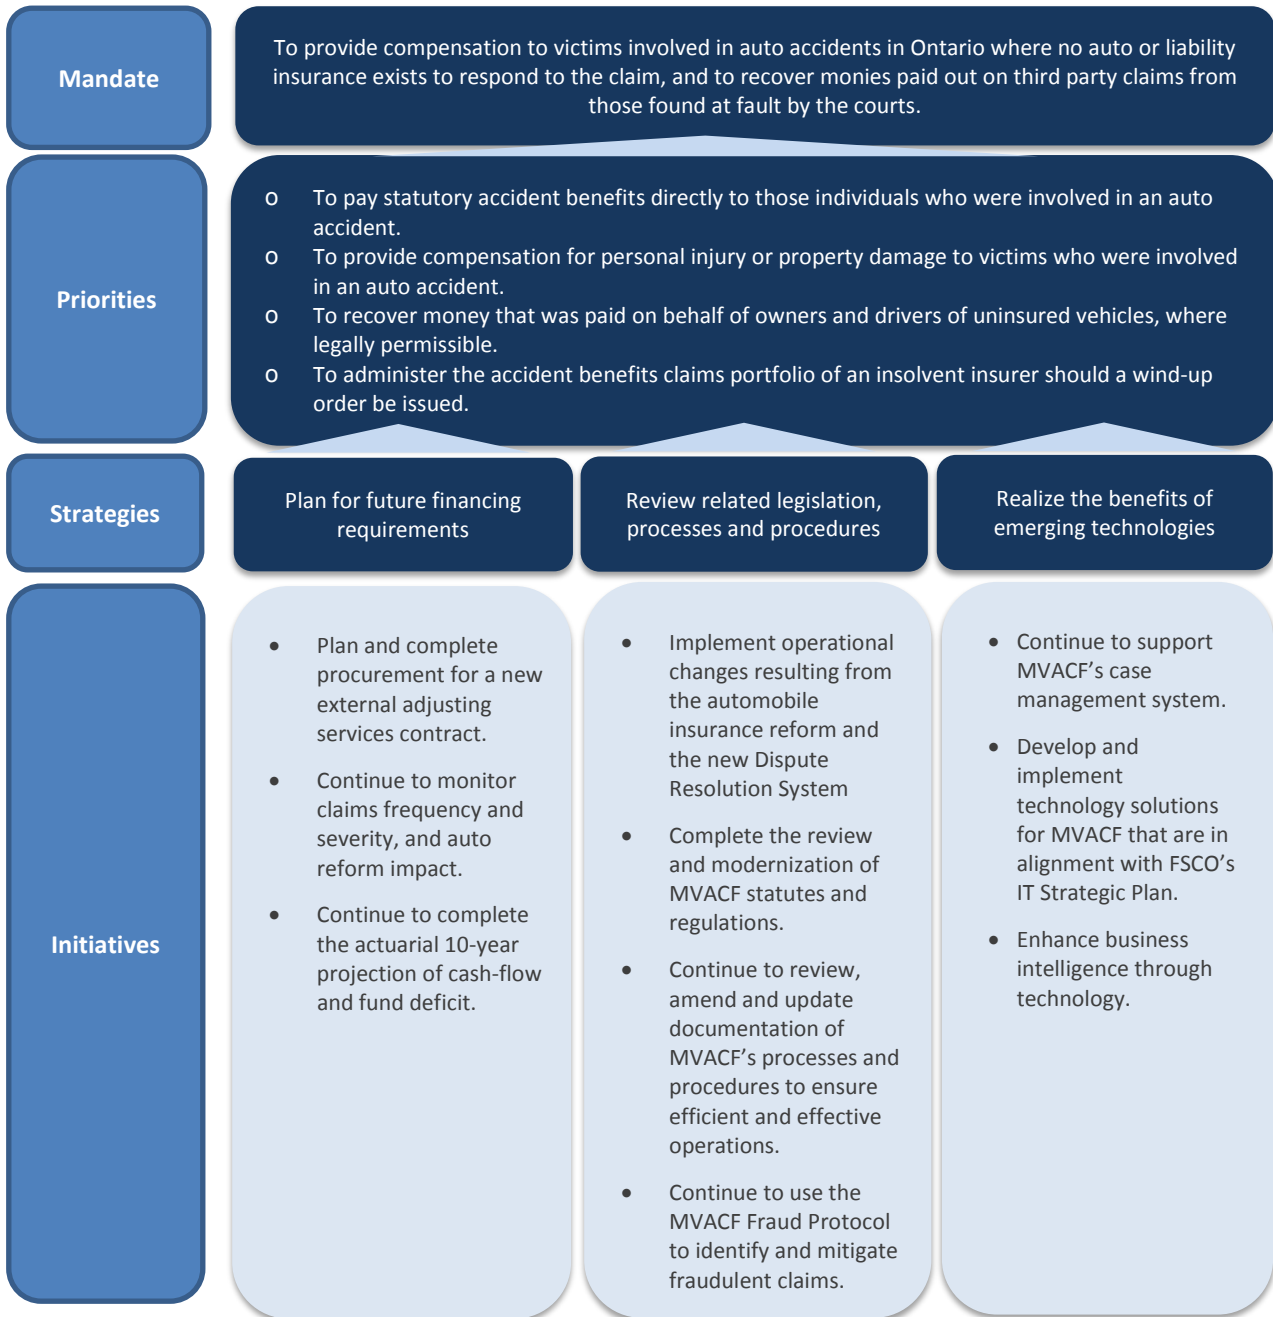 Mandate
To provide compensation to victims involved in auto accidents in Ontario where no auto or liability
insurance exists to respond to the claim, and to recover monies paid out on third party claims from
those found at fault by the courts.
Priorities
o To pay statutory accident benefits directly to those individuals who were involved in an auto
accident.
o To provide compensation for personal injury or property damage to victims who were involved
in an auto accident.
o To recover money that was paid on behalf of owners and drivers of uninsured vehicles, where
legally permissible.
o To administer the accident benefits claims portfolio of an insolvent insurer should a wind-up
order be issued.
Strategies
Plan for future financing
requirements
Review related legislation,
processes and procedures
Realize the benefits of
emerging technologies
Initiatives
• Plan and complete
procurement for a new
external adjusting
services contract.
• Continue to monitor
claims frequency and
severity, and auto
reform impact.
• Continue to complete
the actuarial 10-year
projection of cash-flow
and fund deficit.
• Implement operational
changes resulting from
the automobile
insurance reform and
the new Dispute
Resolution System
• Complete the review
and modernization of
MVACF statutes and
regulations.
• Continue to review,
amend and update
documentation of
MVACF’s processes and
procedures to ensure
efficient and effective
operations.
• Continue to use the
MVACF Fraud Protocol
to identify and mitigate
fraudulent claims.
• Continue to support
MVACF’s case
management system.
• Develop and
implement
technology solutions
for MVACF that are in
alignment with FSCO’s
IT Strategic Plan.
• Enhance business
intelligence through
technology.